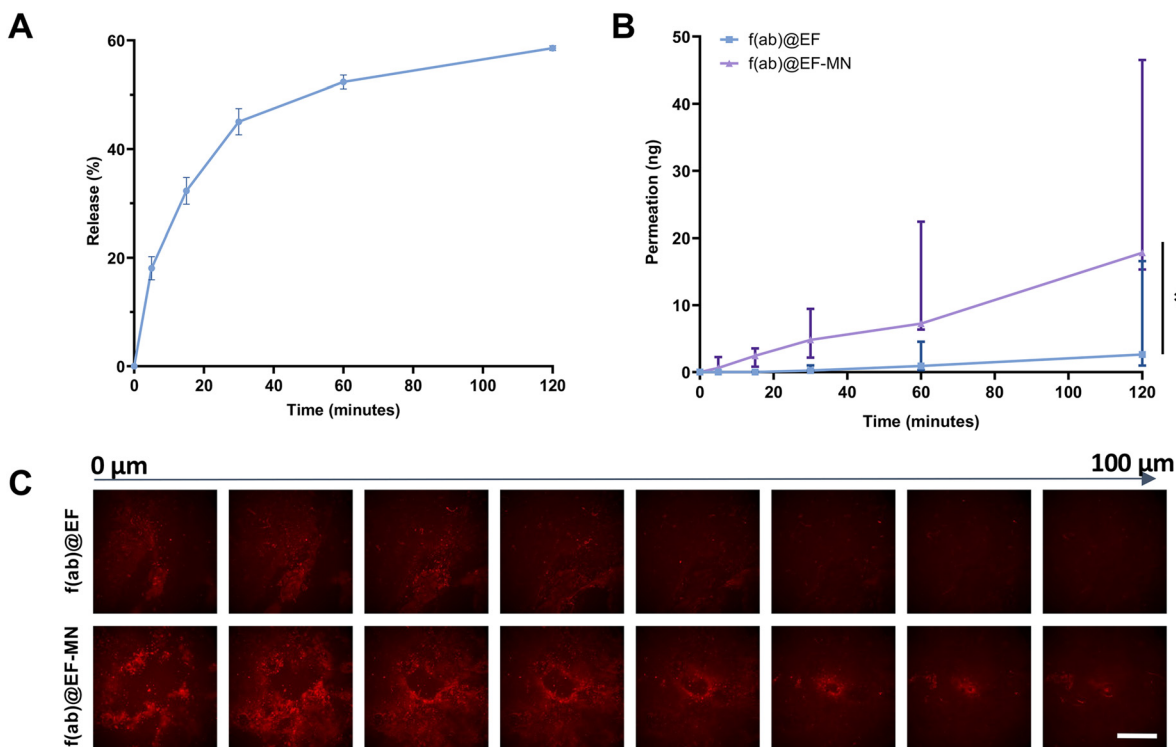 A
60
40
20
0
Release (%)
0 20 40 60 80 100 120
Time (minutes)
B
f(ab)@EF
f(ab)@EF-MN
50
40
30
20
10
0
Permeation (ng)
0 20 40 60 80 100 120
Time (minutes)
C
0 μm
100 μm
f(ab)@EF
f(ab)@EF-MN